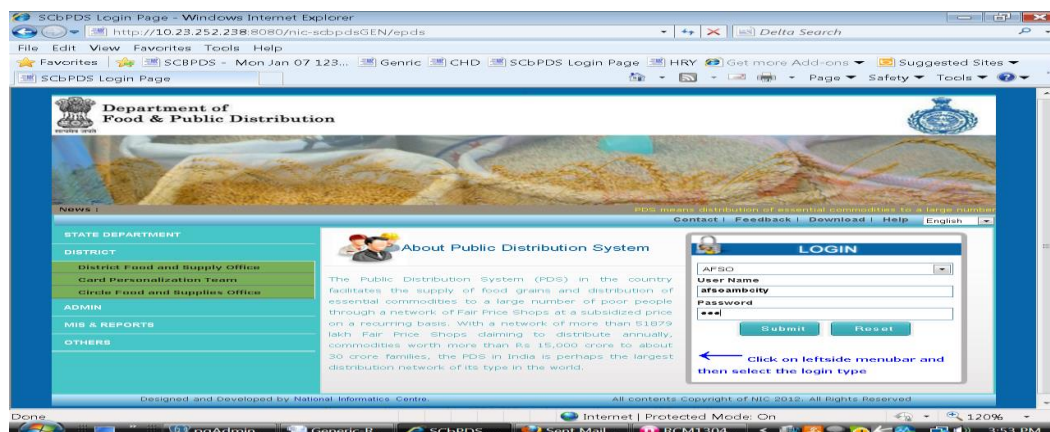 SCbPDS Login Page - Windows Internet Explorer
http://10.23.252.238:8080/nic-scbpdsGEN/epds
Delta Search
File Edit View Favorites Tools Help
Favorites SCBPDS - Mon Jan 07 123... Genric CHD SCbPDS Login Page HRY Get more Add-ons Suggested Sites
SCbPDS Login Page
Page Safety Tools
Department of
Food & Public Distribution
News :
PDS means distribution of essential commodities to a large number
Contact | Feedback | Download | Help English
STATE DEPARTMENT
DISTRICT
District Food and Supply Office
Card Personalization Team
Circle Food and Supplies Office
ADMIN
MIS & REPORTS
OTHERS
About Public Distribution System
The Public Distribution System (PDS) in the country
facilitates the supply of food grains and distribution of
essential commodities to a large number of poor people
through a network of Fair Price Shops at a subsidized price
on a recurring basis. With a network of more than 51879
lakh Fair Price Shops claiming to distribute annually,
commodities worth more than Rs 15,000 crore to about
30 crore families, the PDS in India is perhaps the largest
distribution network of its type in the world.
LOGIN
AFSO
User Name
afsoambcity
Password
Submit Reset
Click on leftside menubar and
then select the login type
Designed and Developed by National Informatics Centre.
All contents Copyright of NIC 2012. All Rights Reserved
Done
Internet | Protected Mode: On
120%
pgAdmin Generic-R SCbPDS Sent Mail RCM1304 3:53 PM